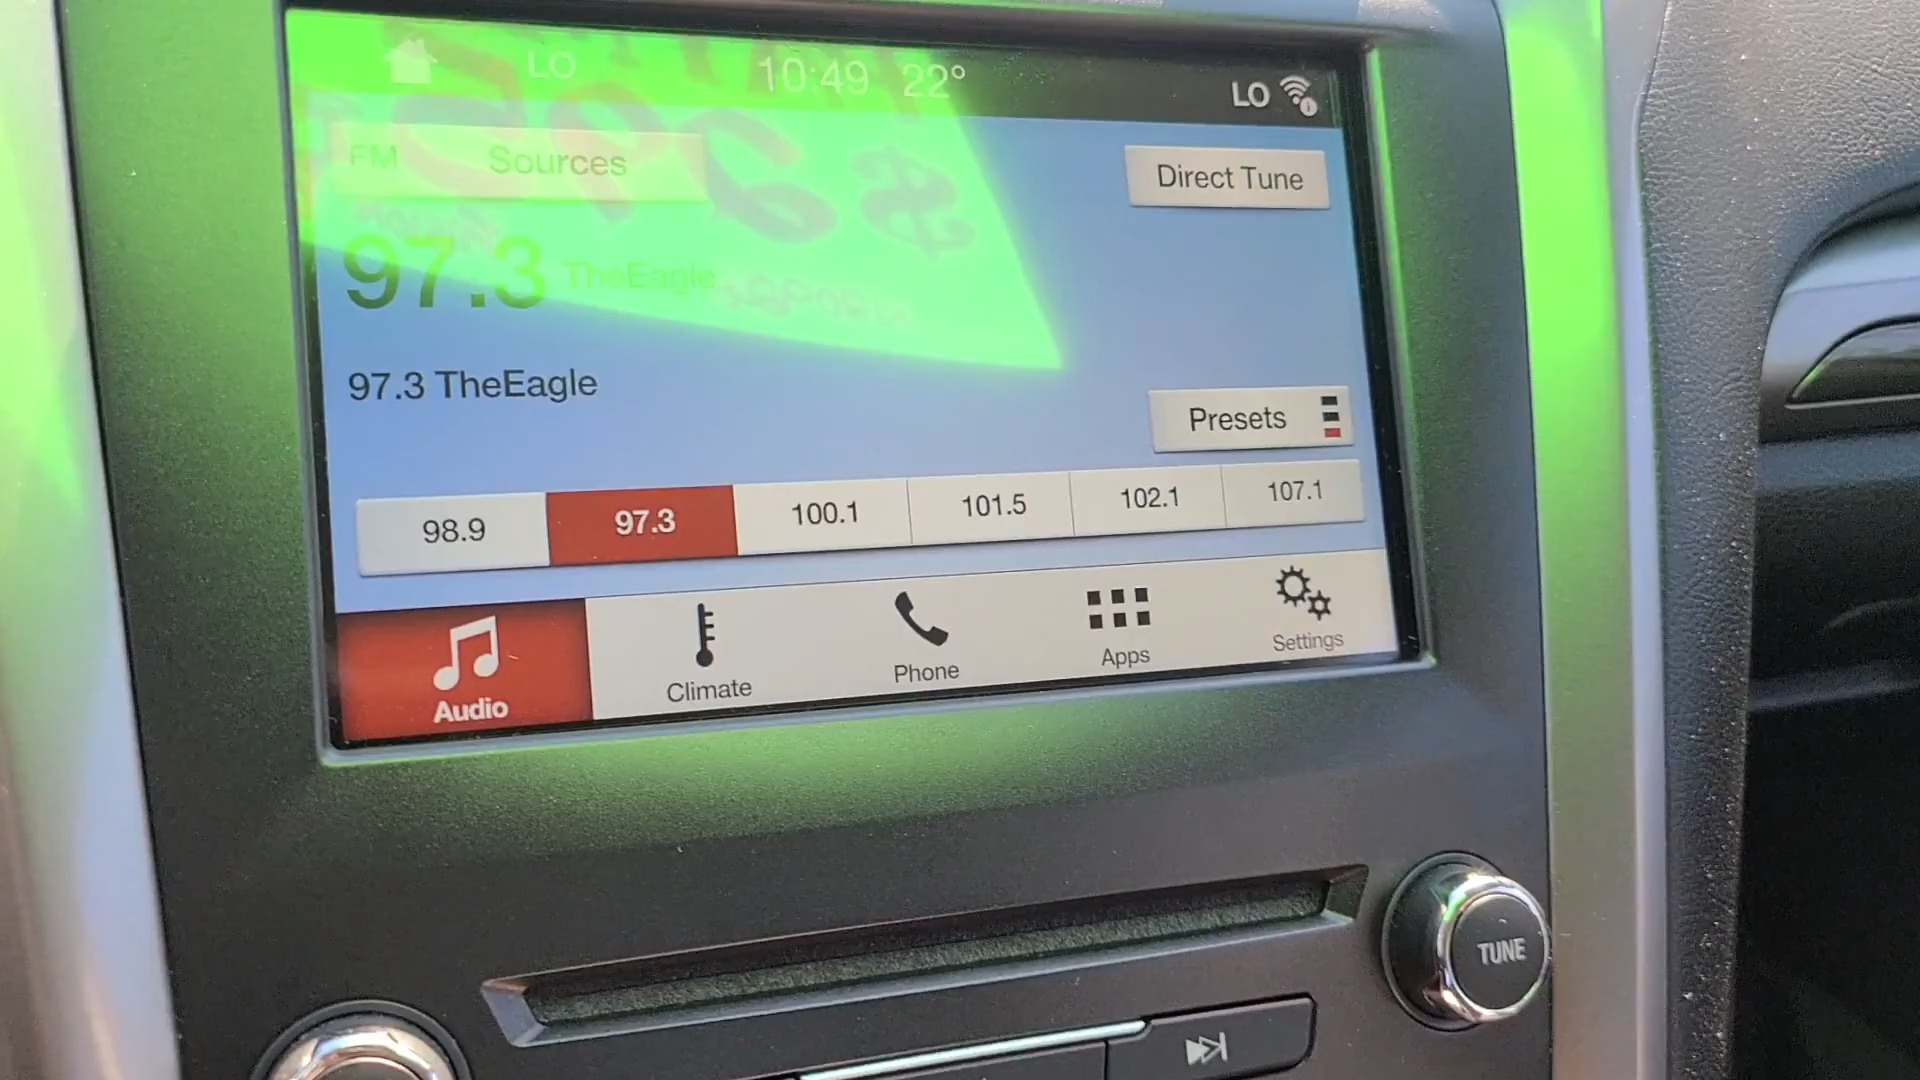 LO 10:49 22° LO
FM Sources
Direct Tune
97.3 TheEagle
97.3 TheEagle
Presets
98.9 97.3 100.1 101.5 102.1 107.1
Audio Climate Phone Apps Settings
TUNE